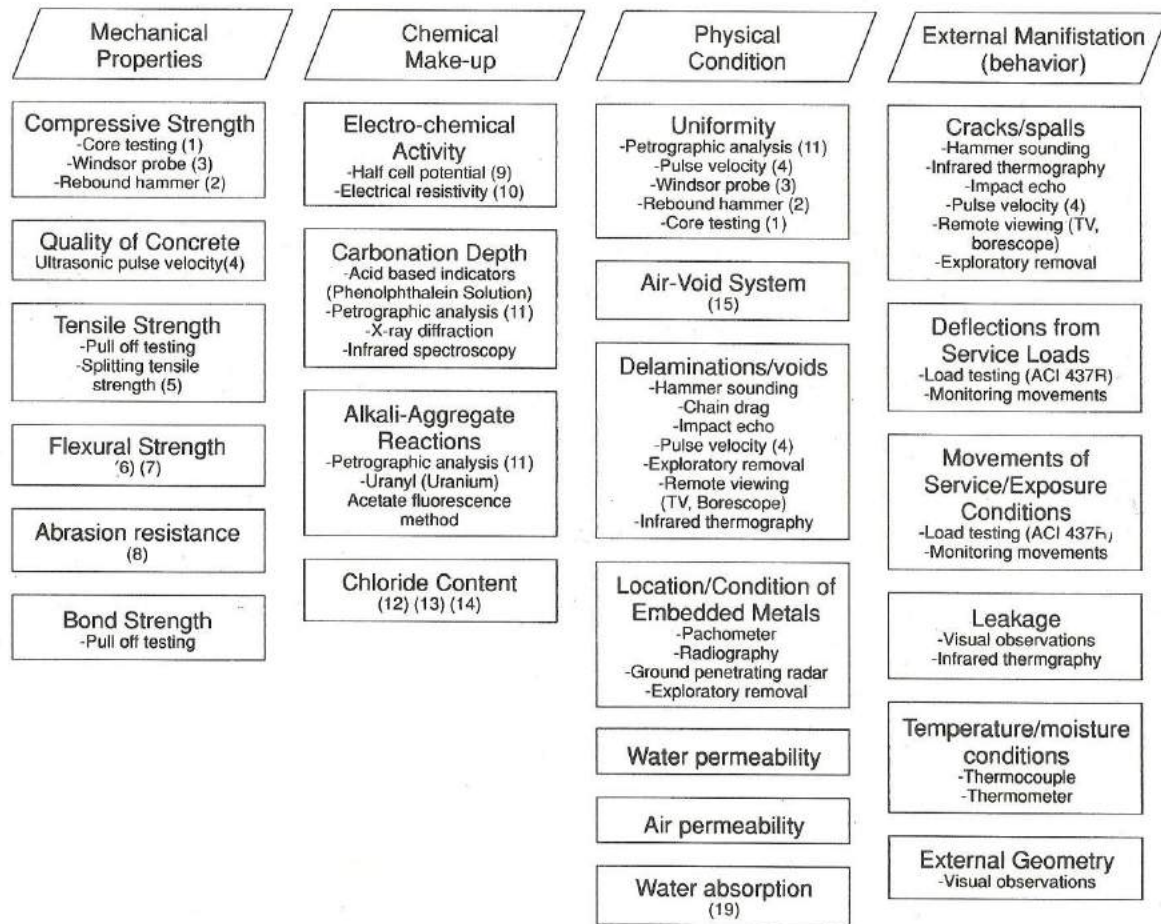 Mechanical
Properties
Compressive Strength
-Core testing (1)
-Windsor probe (3)
-Rebound hammer (2)
Quality of Concrete
Ultrasonic pulse velocity(4)
Tensile Strength
-Pull off testing
-Splitting tensile
strength (5)
Flexural Strength
(6) (7)
Abrasion resistance
(8)
Bond Strength
-Pull off testing
Chemical
Make-up
Electro-chemical
Activity
-Half cell potential (9)
-Electrical resistivity (10)
Carbonation Depth
-Acid based indicators
(Phenolphthalein Solution)
-Petrographic analysis (11)
-X-ray diffraction
-Infrared spectroscopy
Alkali-Aggregate
Reactions
-Petrographic analysis (11)
-Uranyl (Uranium)
Acetate fluorescence
method
Chloride Content
(12) (13) (14)
Physical
Condition
Uniformity
-Petrographic analysis (11)
-Pulse velocity (4)
-Windsor probe (3)
-Rebound hammer (2)
-Core testing (1)
Air-Void System
(15)
Delaminations/voids
-Hammer sounding
-Chain drag
-Impact echo
-Pulse velocity (4)
-Exploratory removal
-Remote viewing
(TV, Borescope)
-Infrared thermography
Location/Condition of
Embedded Metals
-Pachometer
-Radiography
-Ground penetrating radar
-Exploratory removal
Water permeability
Air permeability
Water absorption
(19)
External Manifistation
(behavior)
Cracks/spalls
-Hammer sounding
-Infrared thermography
-Impact echo
-Pulse velocity (4)
-Remote viewing (TV,
borescope)
-Exploratory removal
Deflections from
Service Loads
-Load testing (ACI 437R)
-Monitoring movements
Movements of
Service/Exposure
Conditions
-Load testing (ACI 437R)
-Monitoring movements
Leakage
-Visual observations
-Infrared thermgraphy
Temperature/moisture
conditions
-Thermocouple
-Thermometer
External Geometry
-Visual observations